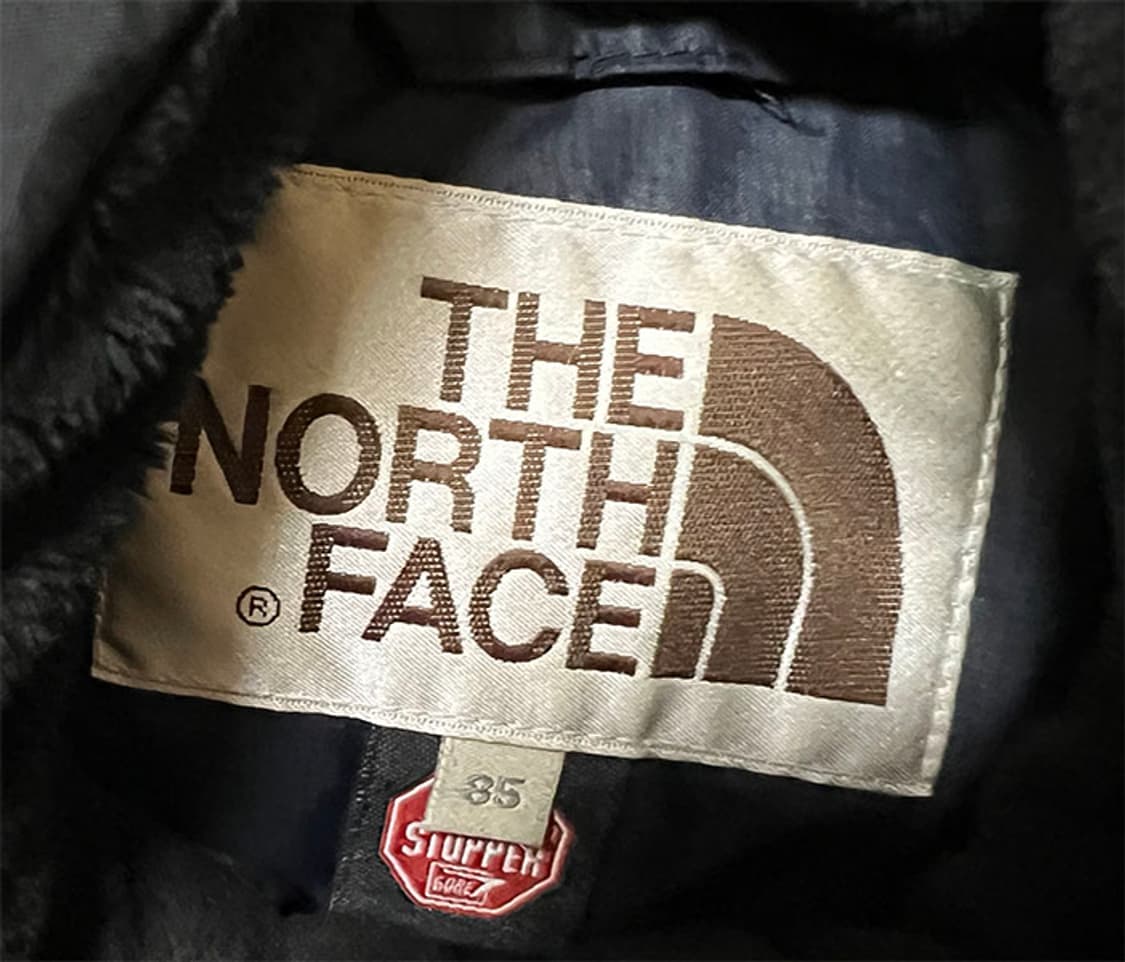 THE
NORTH
FACE
®
85
STOPPER
GORE